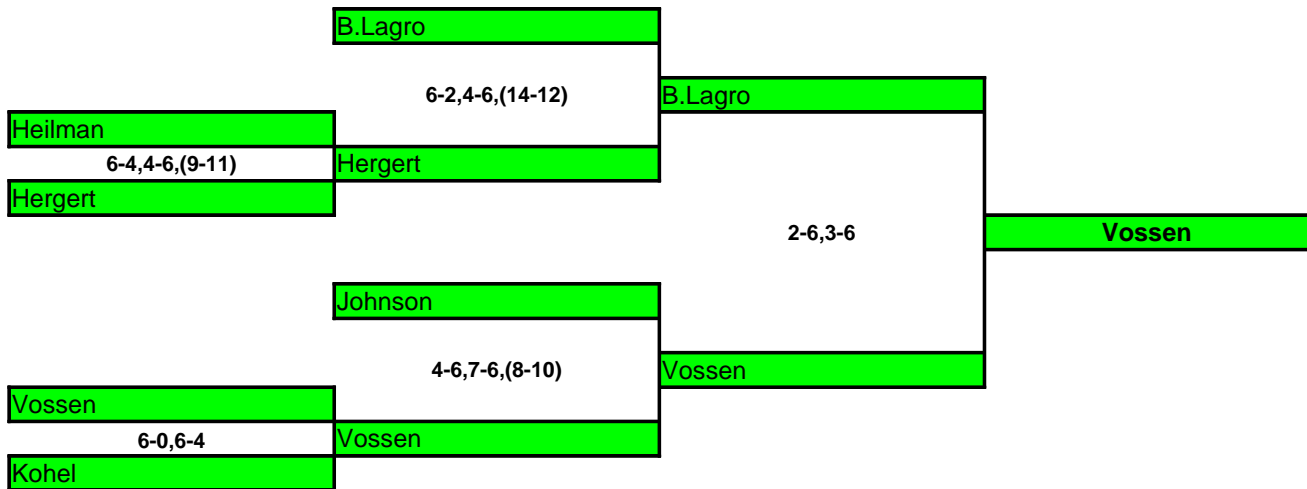 B.Lagro
6-2,4-6,(14-12)
B.Lagro
Heilman
6-4,4-6,(9-11)
Hergert
Hergert
2-6,3-6
Vossen
Johnson
4-6,7-6,(8-10)
Vossen
Vossen
6-0,6-4
Vossen
Kohel